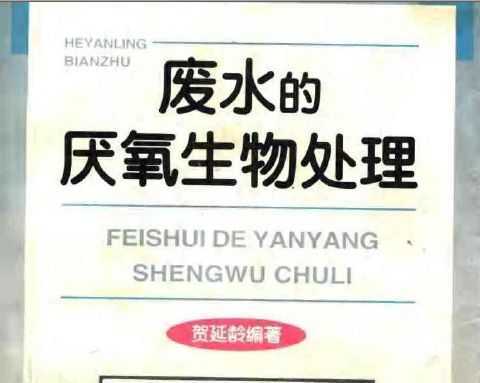 HEYANLING
BIANZHU
废水的
厌氧生物处理
FEISHUI DE YANYANG
SHENGWU CHULI
贺延龄编著